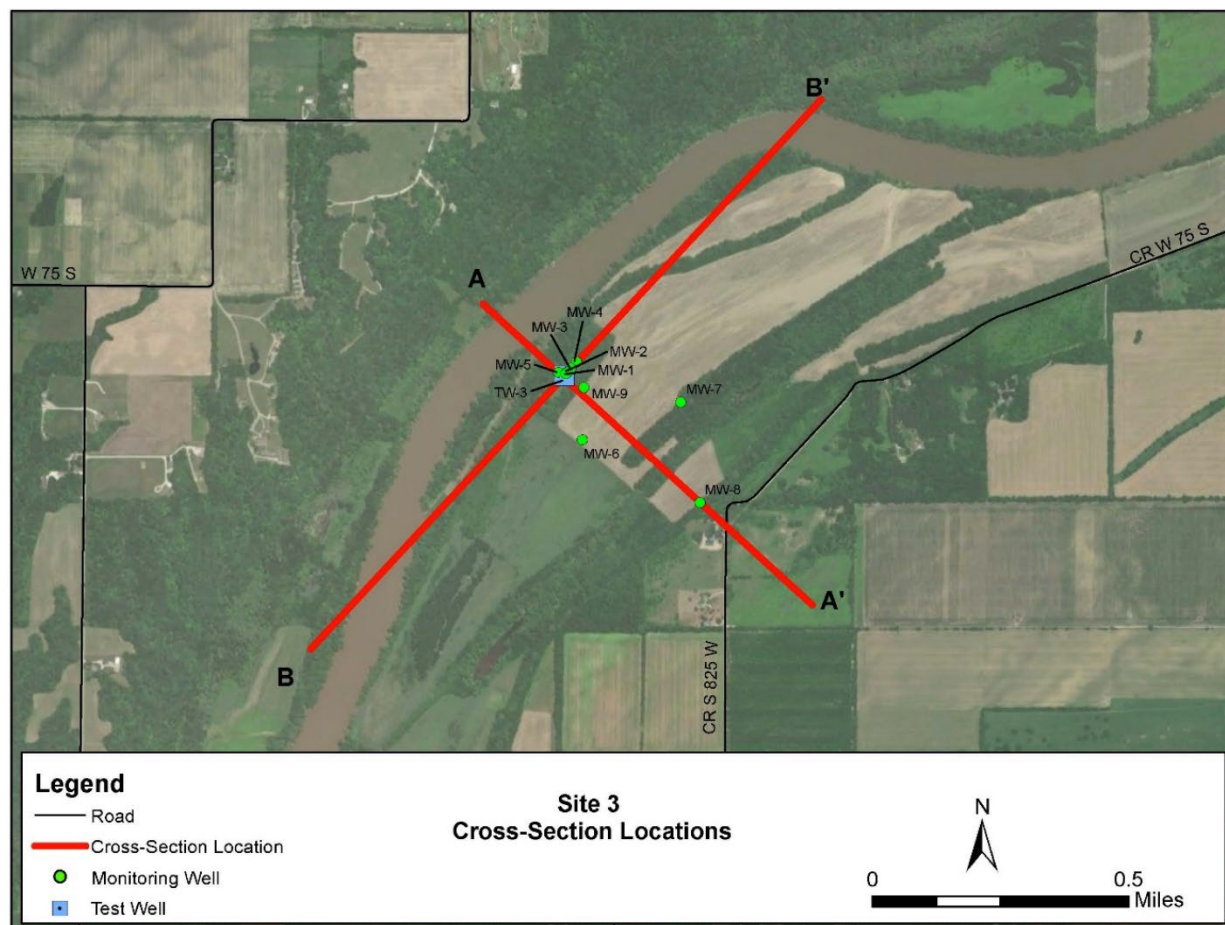 B'
W 75 S
CR W 75 S
A
MW-4
MW-3
MW-2
MW-5
MW-1
TW-3
MW-9
MW-7
MW-6
MW-8
A'
B
CR S 825 W
Legend
Road
Cross-Section Location
Monitoring Well
Test Well
Site 3
Cross-Section Locations
N
0 0.5
Miles